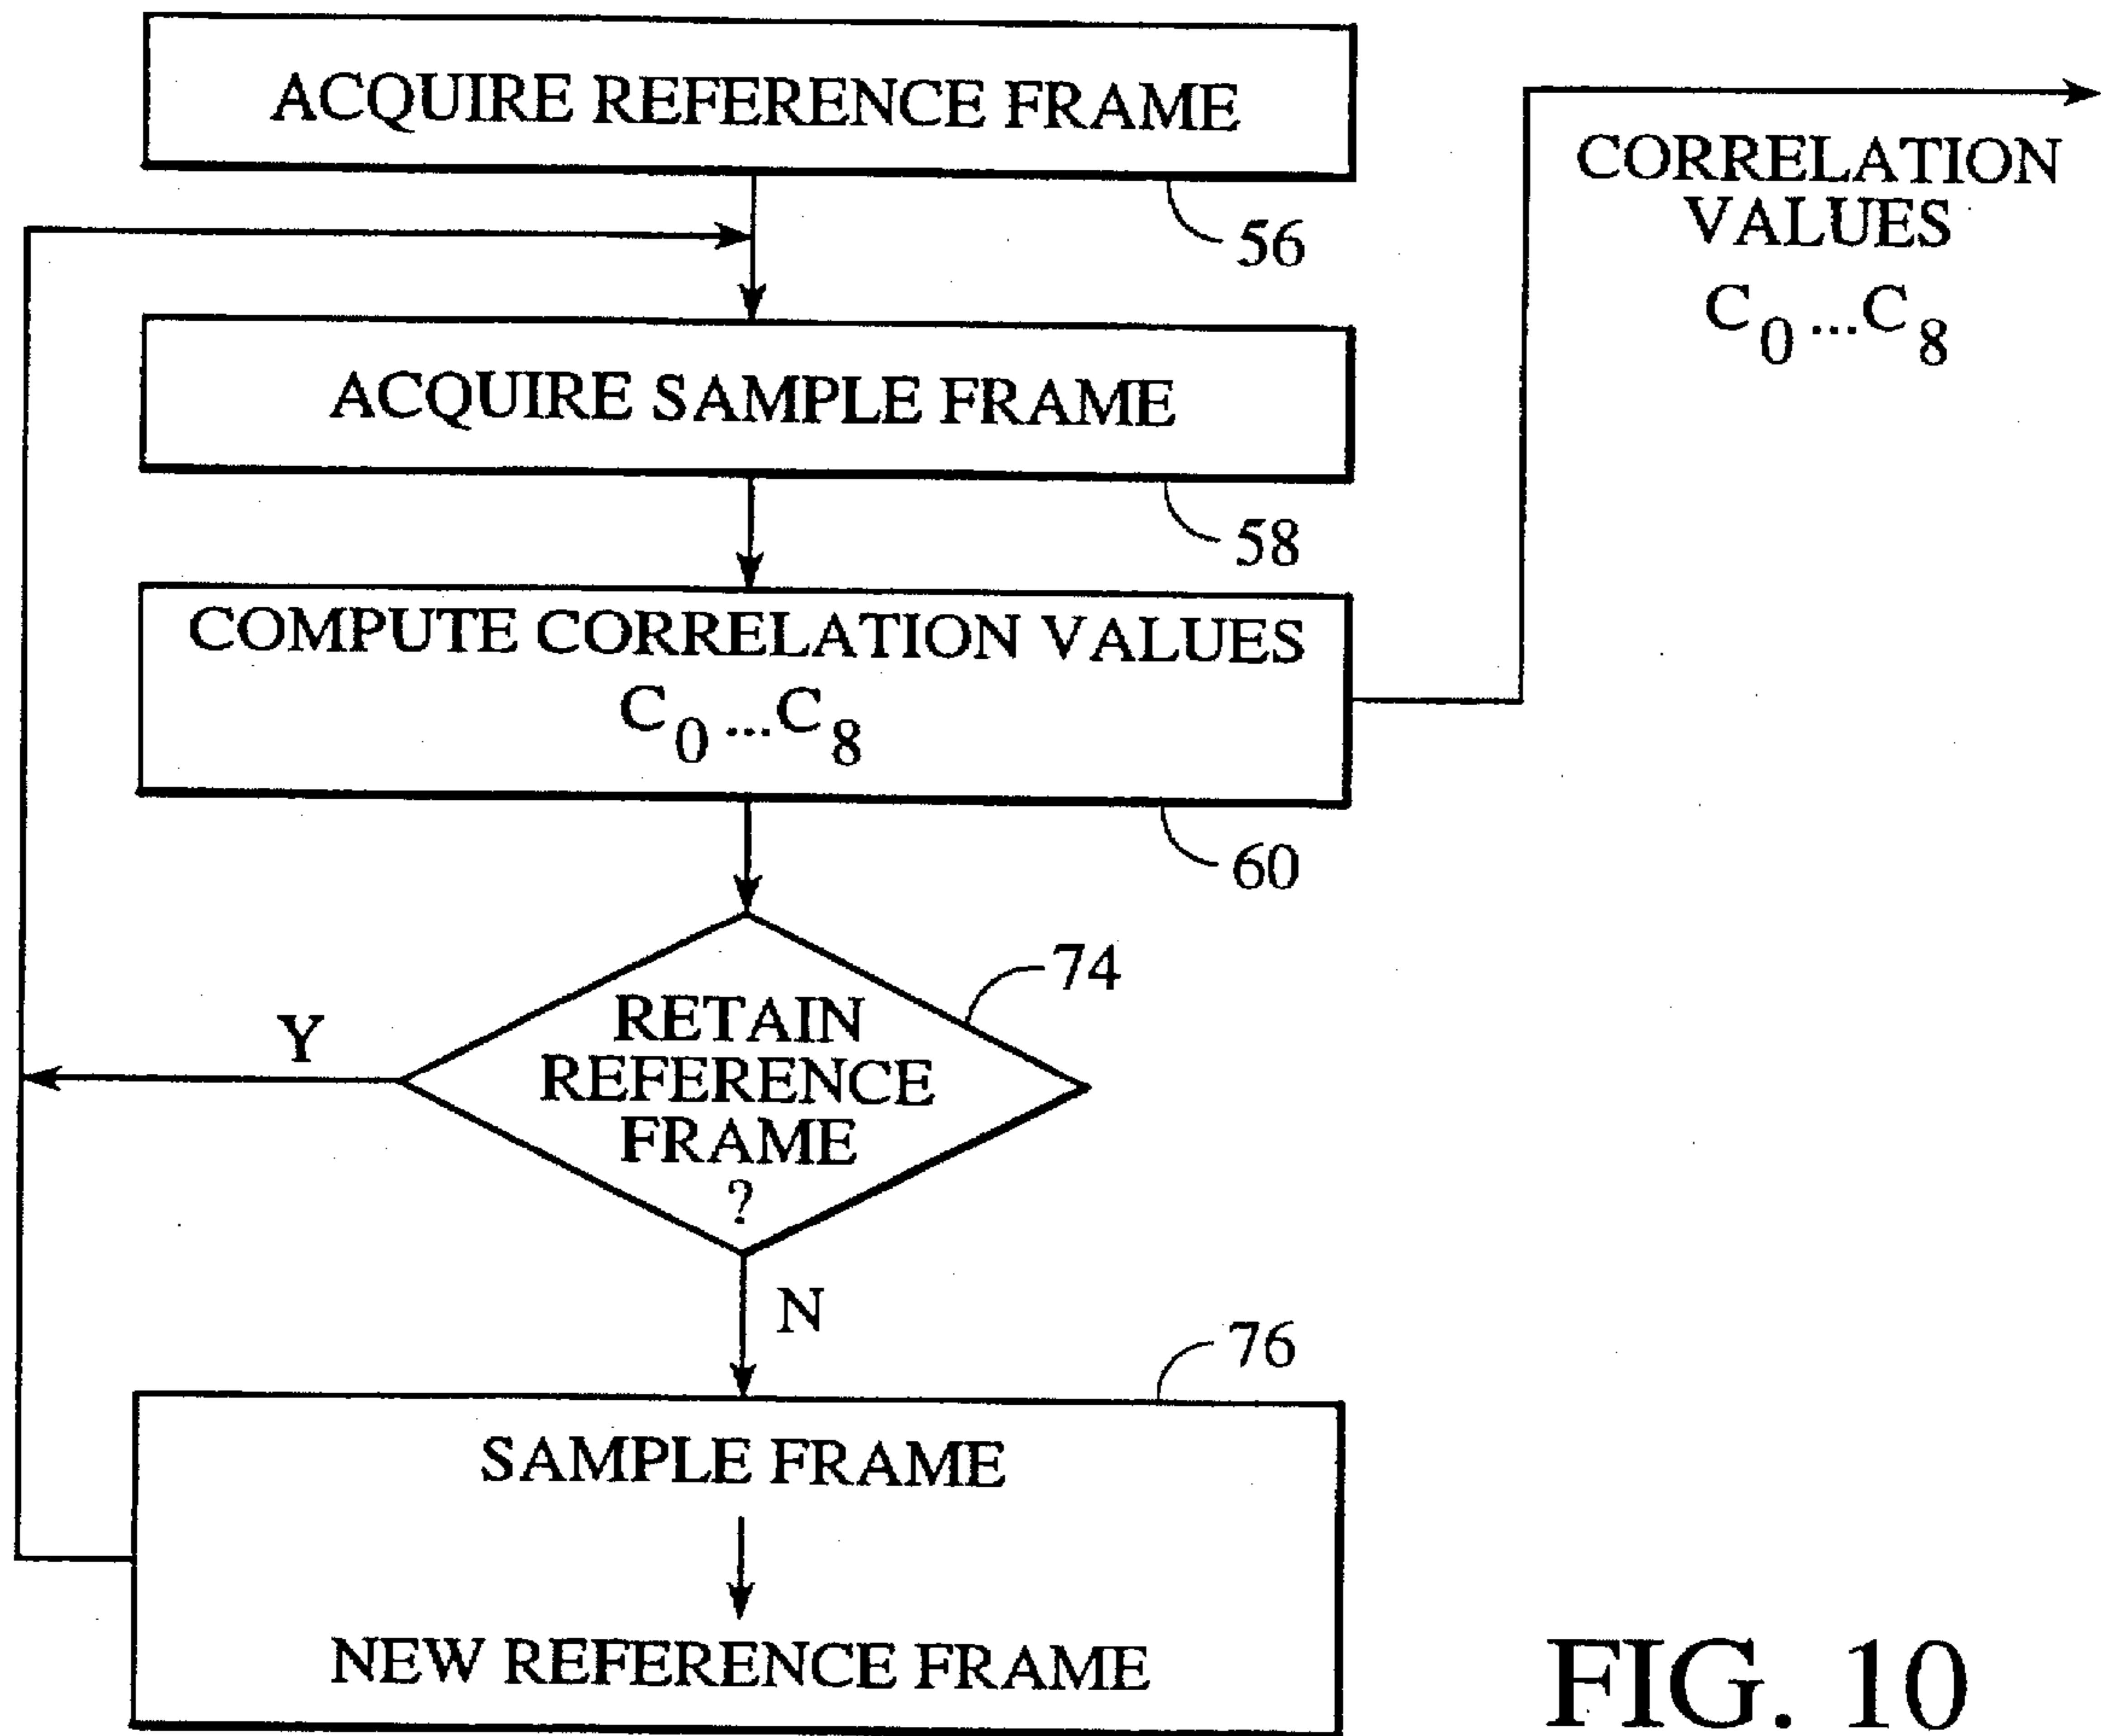 ACQUIRE REFERENCE FRAME
56
CORRELATION
VALUES
C0...C8
ACQUIRE SAMPLE FRAME
58
COMPUTE CORRELATION VALUES
C0...C8
60
74
RETAIN
REFERENCE
FRAME
?
Y
N
76
SAMPLE FRAME
NEW REFERENCE FRAME
FIG. 10